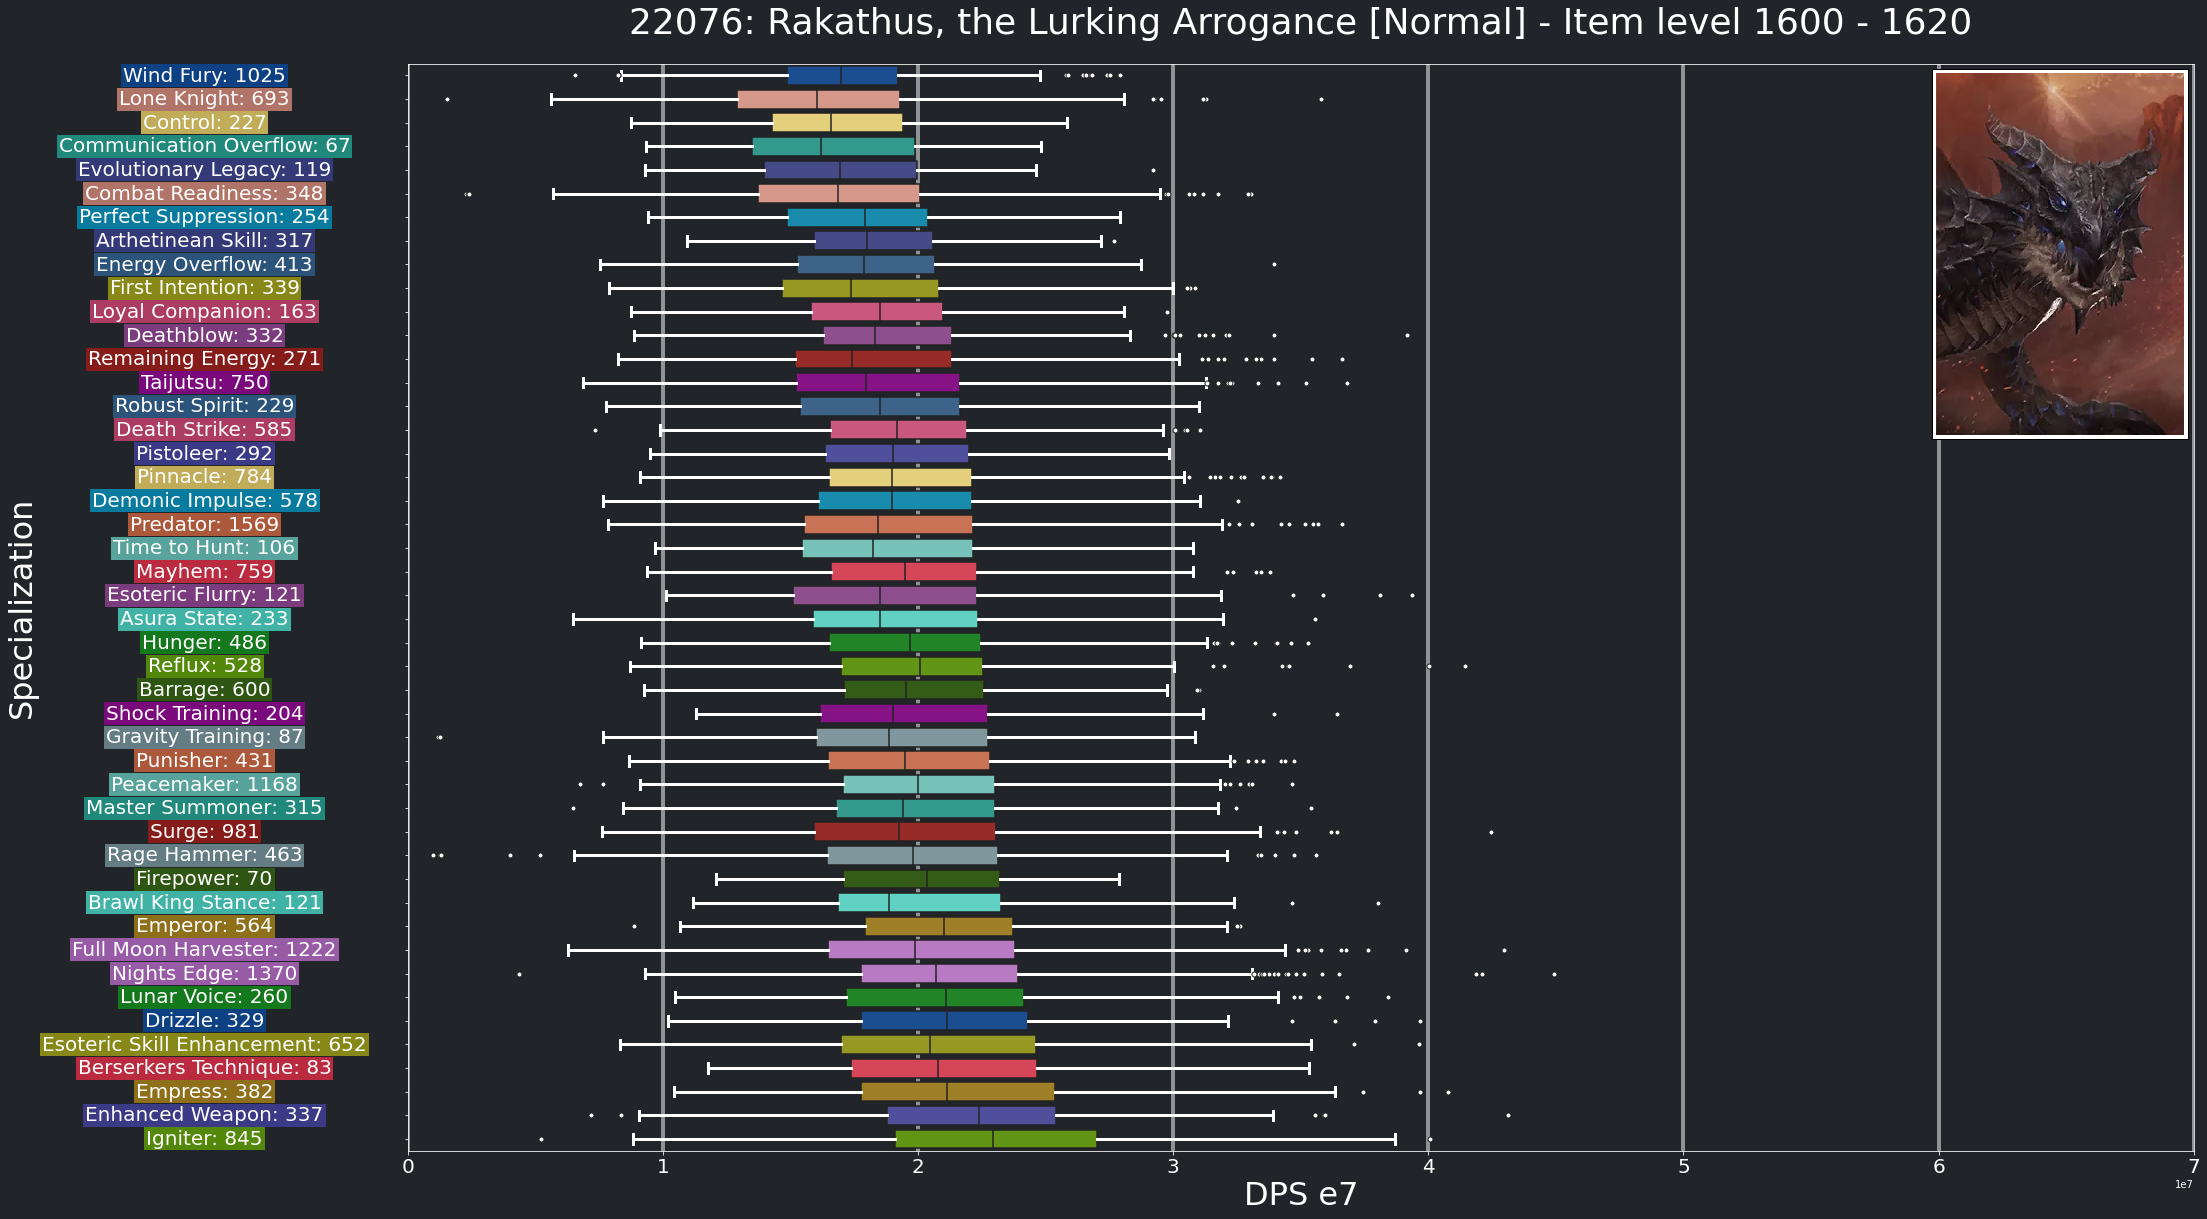 22076: Rakathus, the Lurking Arrogance [Normal] - Item level 1600 - 1620
Wind Fury: 1025
Lone Knight: 693
Control: 227
Communication Overflow: 67
Evolutionary Legacy: 119
Combat Readiness: 348
Perfect Suppression: 254
Arthetinean Skill: 317
Energy Overflow: 413
First Intention: 339
Loyal Companion: 163
Deathblow: 332
Remaining Energy: 271
Taijutsu: 750
Robust Spirit: 229
Death Strike: 585
Pistoleer: 292
Pinnacle: 784
Demonic Impulse: 578
Predator: 1569
Time to Hunt: 106
Mayhem: 759
Esoteric Flurry: 121
Asura State: 233
Hunger: 486
Reflux: 528
Barrage: 600
Shock Training: 204
Gravity Training: 87
Punisher: 431
Peacemaker: 1168
Master Summoner: 315
Surge: 981
Rage Hammer: 463
Firepower: 70
Brawl King Stance: 121
Emperor: 564
Full Moon Harvester: 1222
Nights Edge: 1370
Lunar Voice: 260
Drizzle: 329
Esoteric Skill Enhancement: 652
Berserkers Technique: 83
Empress: 382
Enhanced Weapon: 337
Igniter: 845
Specialization
0 1 2 3 4 5 6 7
1e7
DPS e7